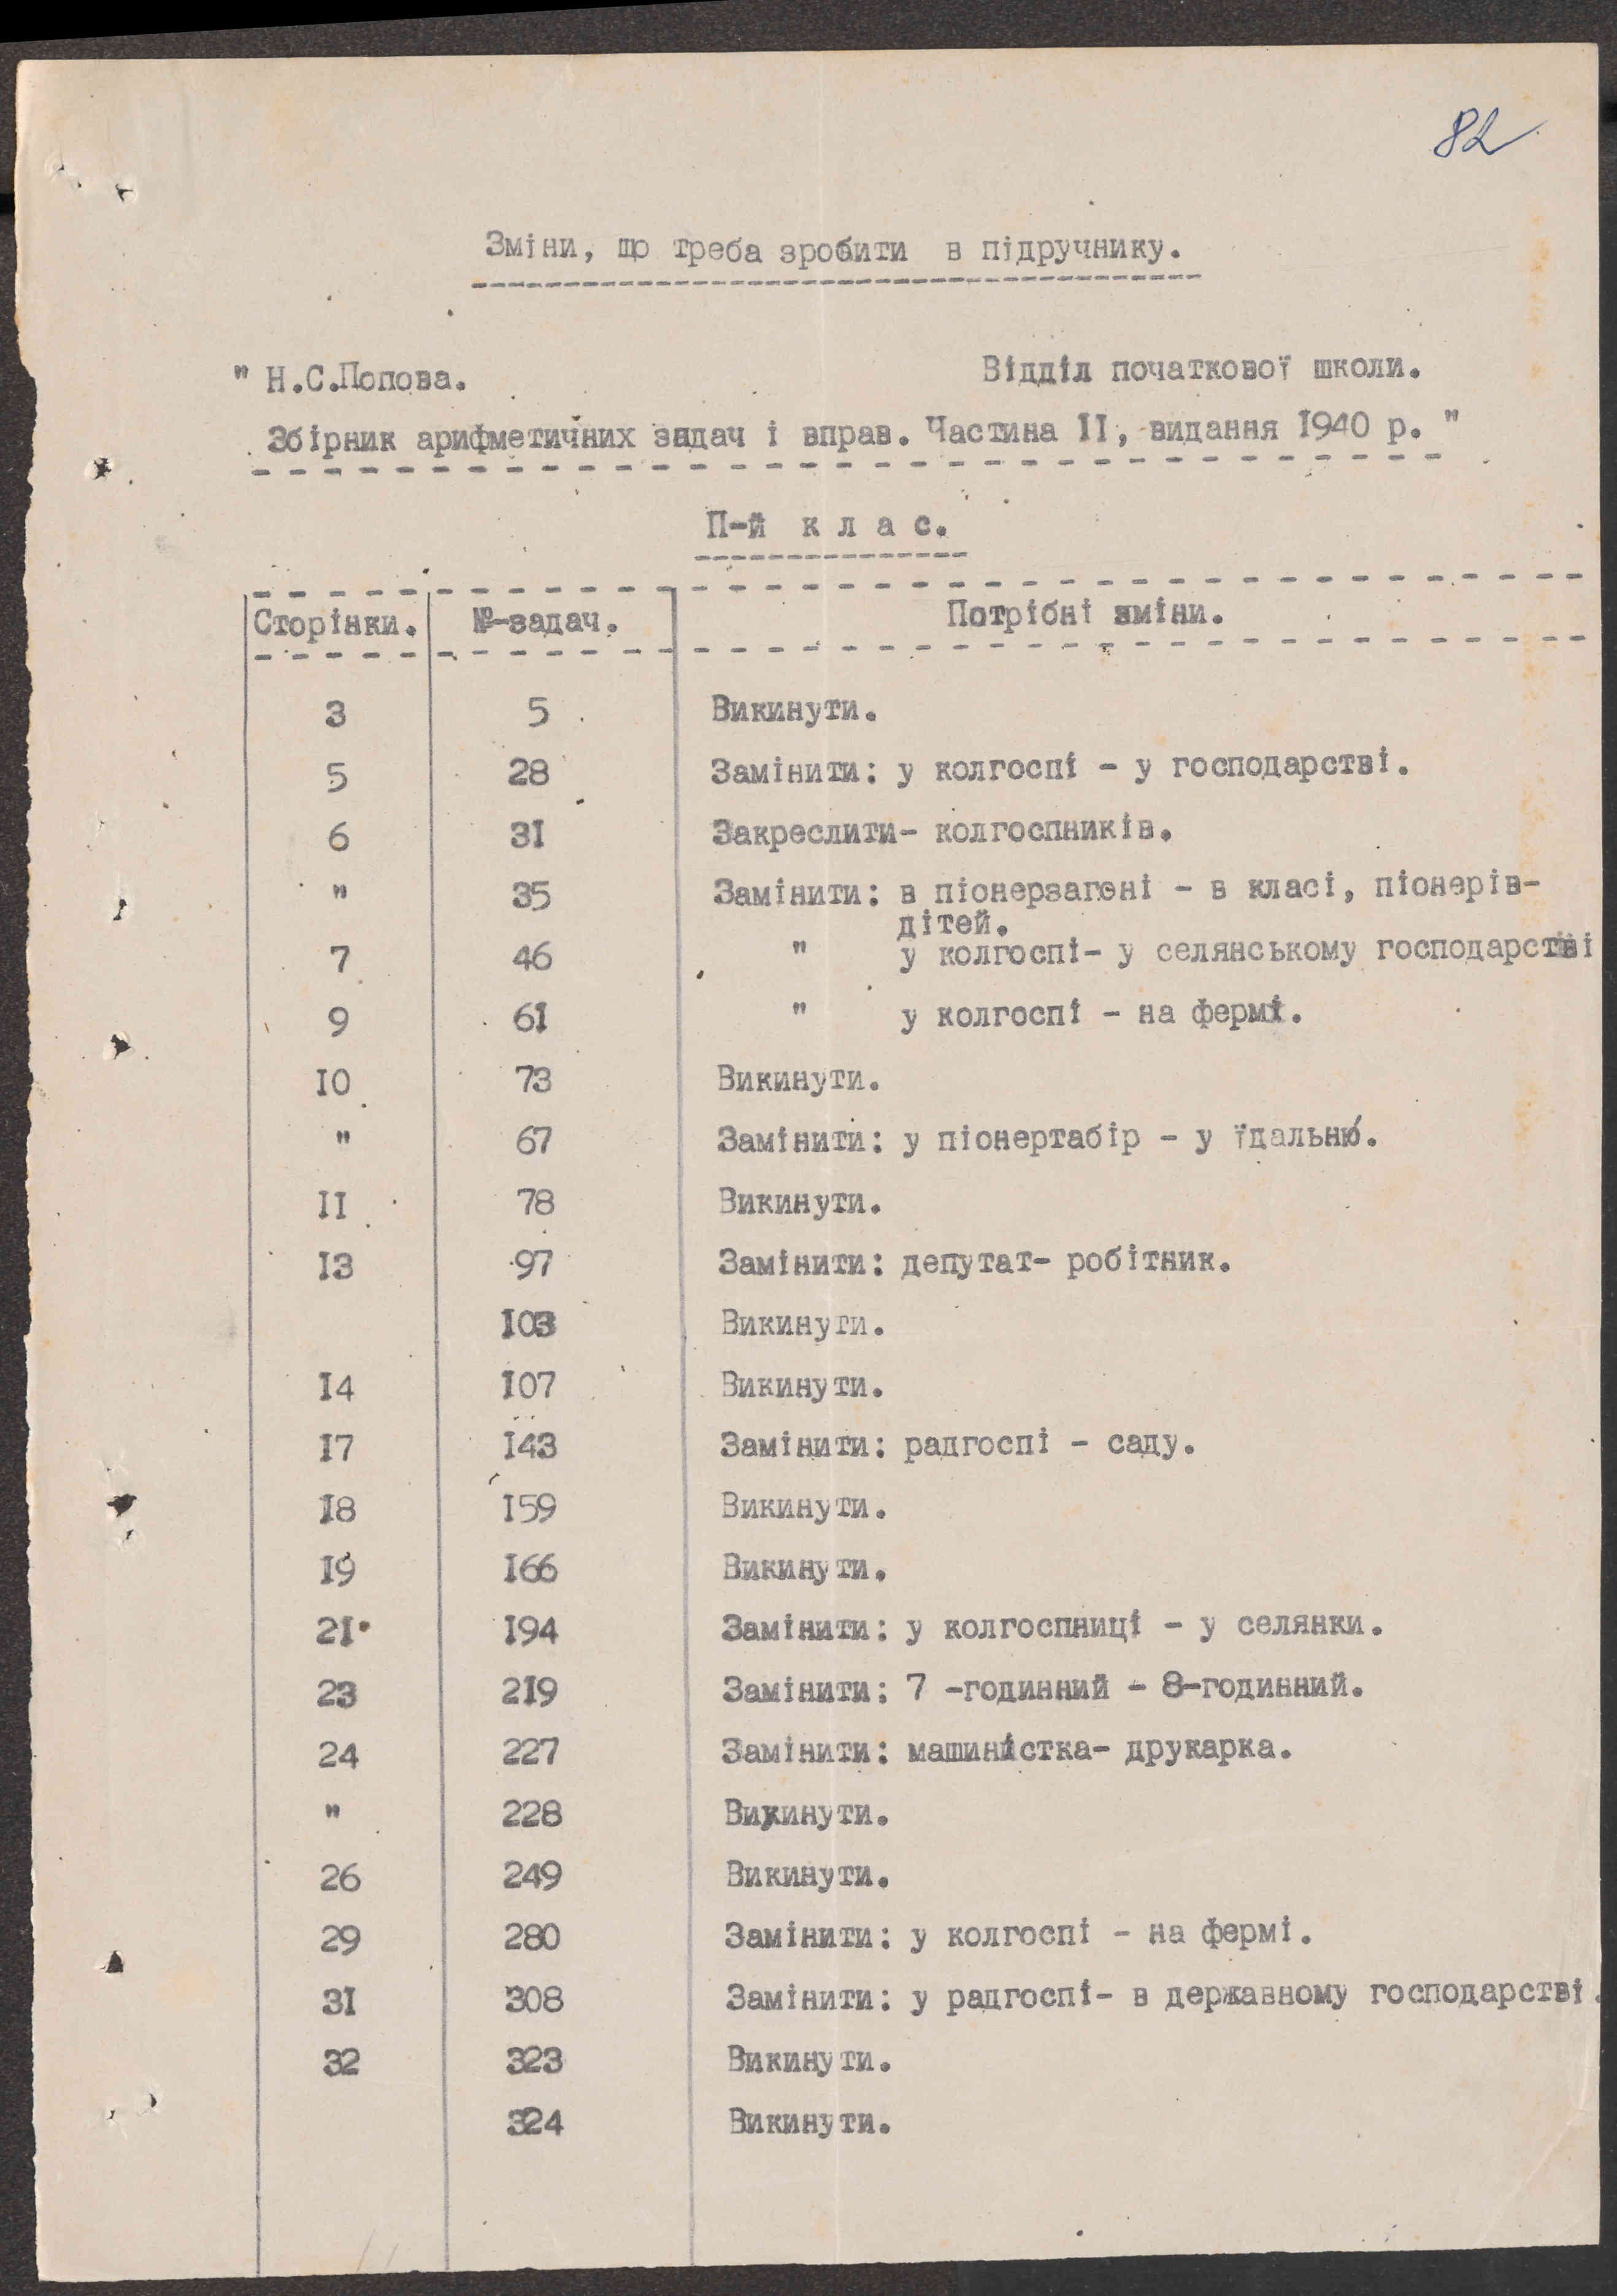 82
Зміни, що треба зробити в підручнику.
" Н.С.Попова. Відділ початкової школи.
Збірник арифметичних задач і вправ. Частина II, видання 1940 р. "
П-й к л а с.
Сторінки. №-задач. Потрібні зміни.
3 5 Викинути.
5 28 Замінити: у колгоспі - у господарстві.
6 31 Закреслити- колгоспників.
" 35 Замінити: в піонерзагоні - в класі, піонерів-
дітей.
7 46 " у колгоспі- у селянському господарстві
9 61 " у колгоспі - на фермі.
10 73 Викинути.
" 67 Замінити: у піонертабір - у їдальню.
II 78 Викинути.
13 97 Замінити: депутат- робітник.
103 Викинути.
14 107 Викинути.
17 143 Замінити: радгоспі - саду.
18 159 Викинути.
19 166 Викинути.
21 194 Замінити: у колгоспниці - у селянки.
23 219 Замінити: 7 -годинний - 8-годинний.
24 227 Замінити: машиністка- друкарка.
" 228 Викинути.
26 249 Викинути.
29 280 Замінити: у колгоспі - на фермі.
31 308 Замінити: у радгоспі- в державному господарстві.
32 323 Викинути.
324 Викинути.